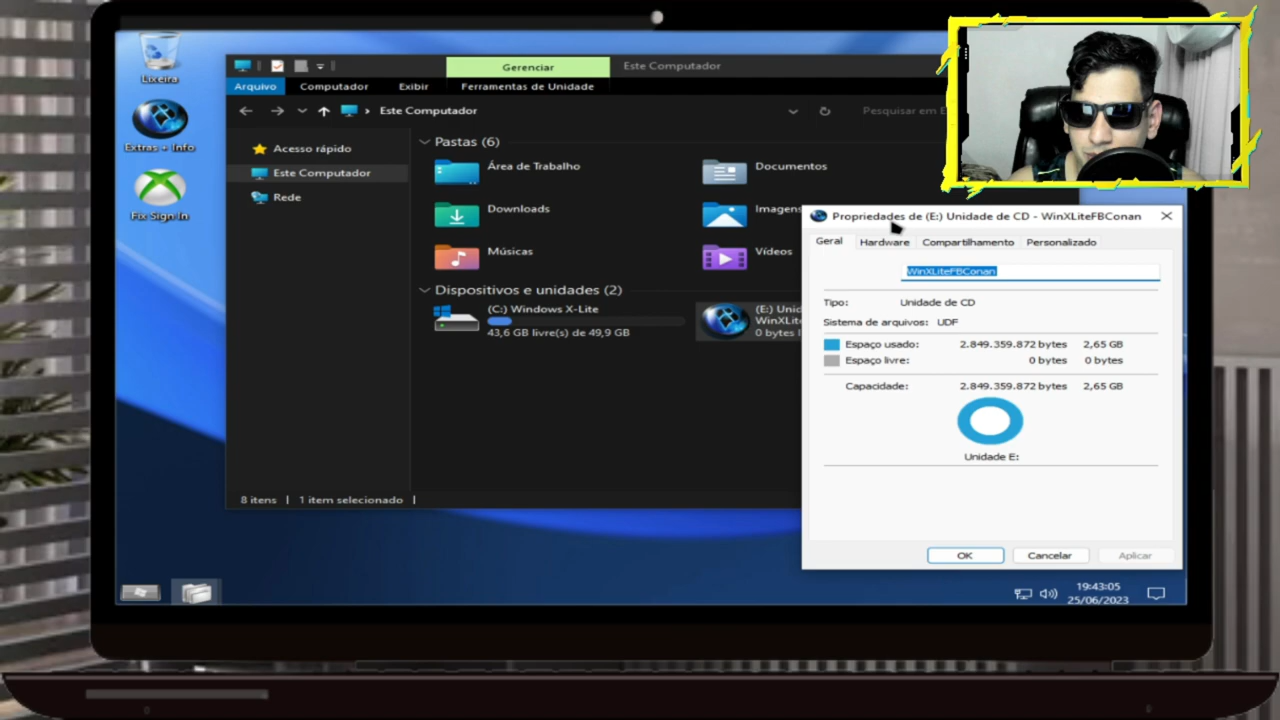 Lixeira
Extras + Info
Fix Sign In
Gerenciar
Este Computador
Arquivo
Computador
Exibir
Ferramentas de Unidade
Este Computador
Pesquisar em E
Acesso rápido
Este Computador
Rede
Pastas (6)
Área de Trabalho
Documentos
Downloads
Imagens
Músicas
Vídeos
Dispositivos e unidades (2)
(C:) Windows X-Lite
43,6 GB livre(s) de 49,9 GB
(E:) Unid
WinXLite
0 bytes l
8 itens
1 item selecionado
Propriedades de (E:) Unidade de CD - WinXLiteFBConan
Geral
Hardware
Compartilhamento
Personalizado
WinXLiteFBConan
Tipo: Unidade de CD
Sistema de arquivos: UDF
Espaço usado: 2.849.359.872 bytes 2,65 GB
Espaço livre: 0 bytes 0 bytes
Capacidade: 2.849.359.872 bytes 2,65 GB
Unidade E:
OK
Cancelar
Aplicar
19:43:05
25/06/2023